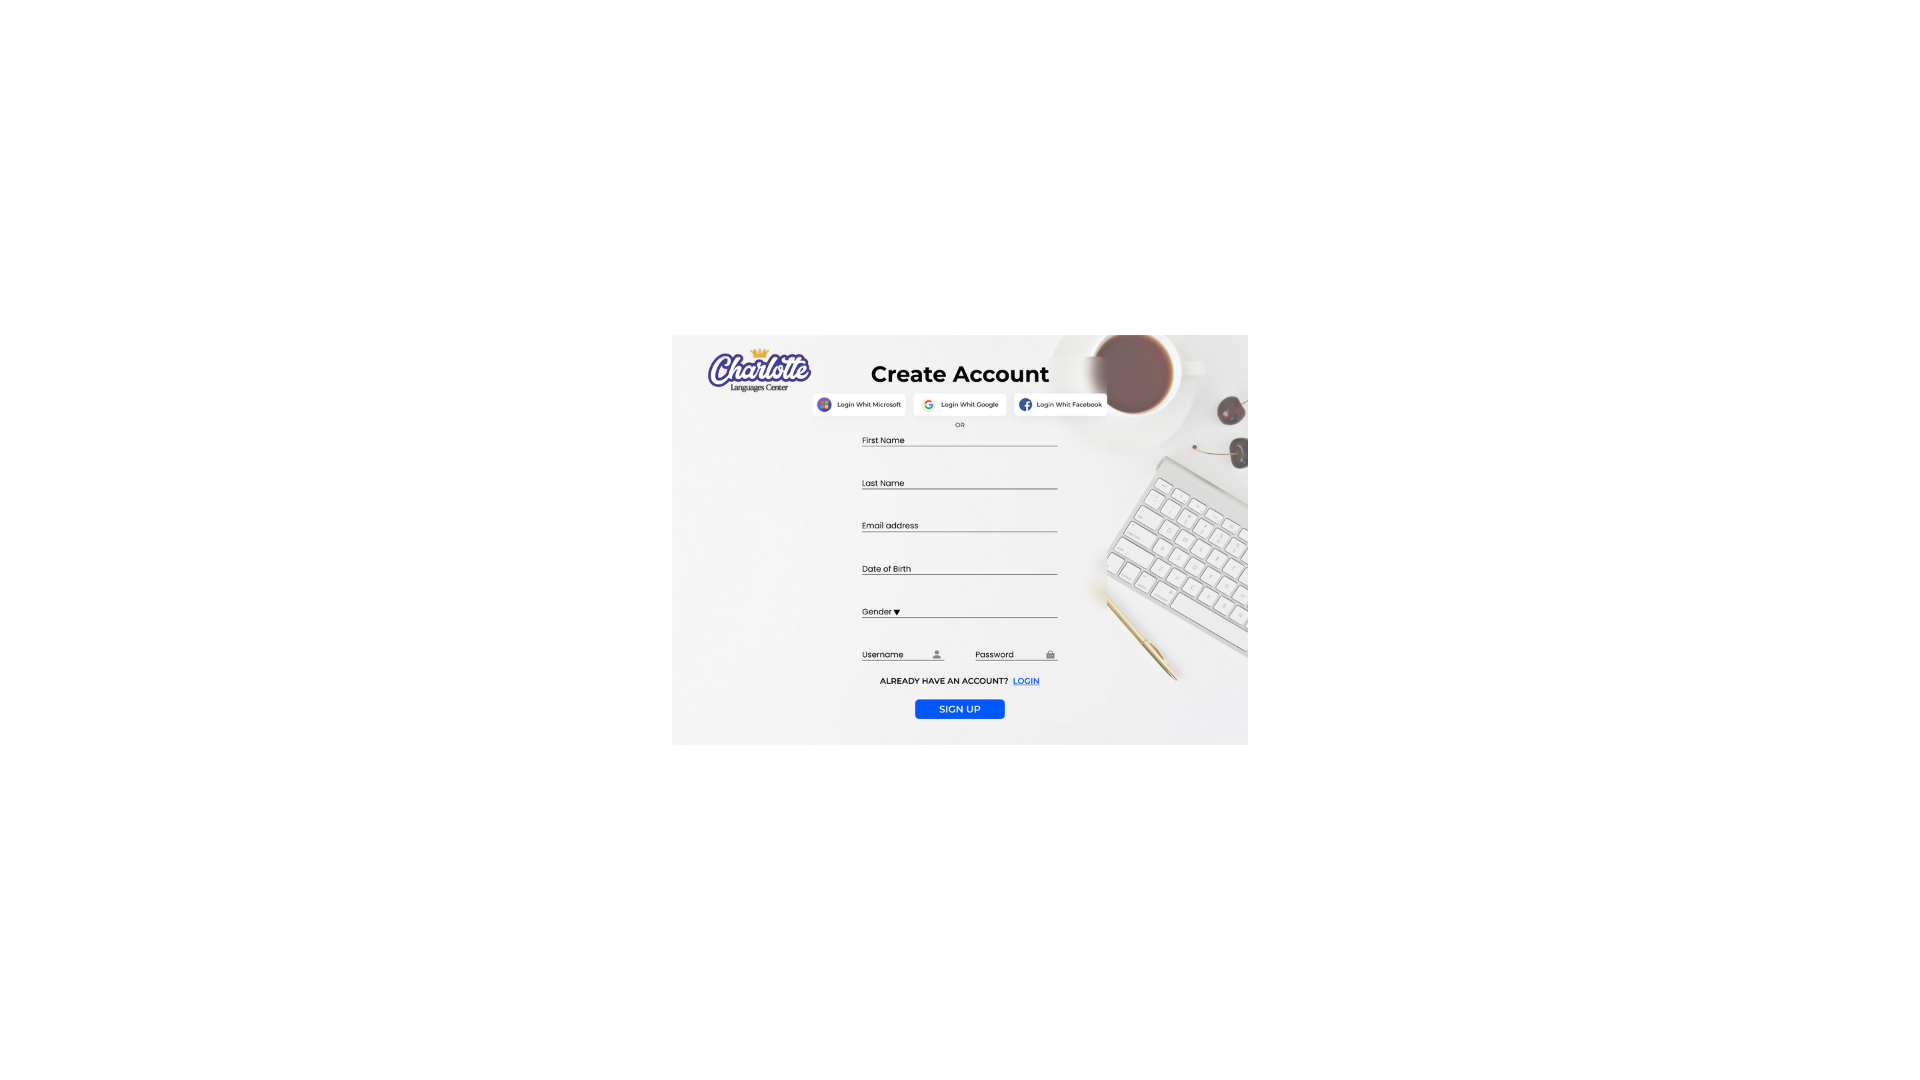 Charlotte
Languages Center
Create Account
Login Whit Microsoft
Login Whit Google
Login Whit Facebook
OR
First Name
Last Name
Email address
Date of Birth
Gender ▼
Username
Password
ALREADY HAVE AN ACCOUNT? LOGIN
SIGN UP